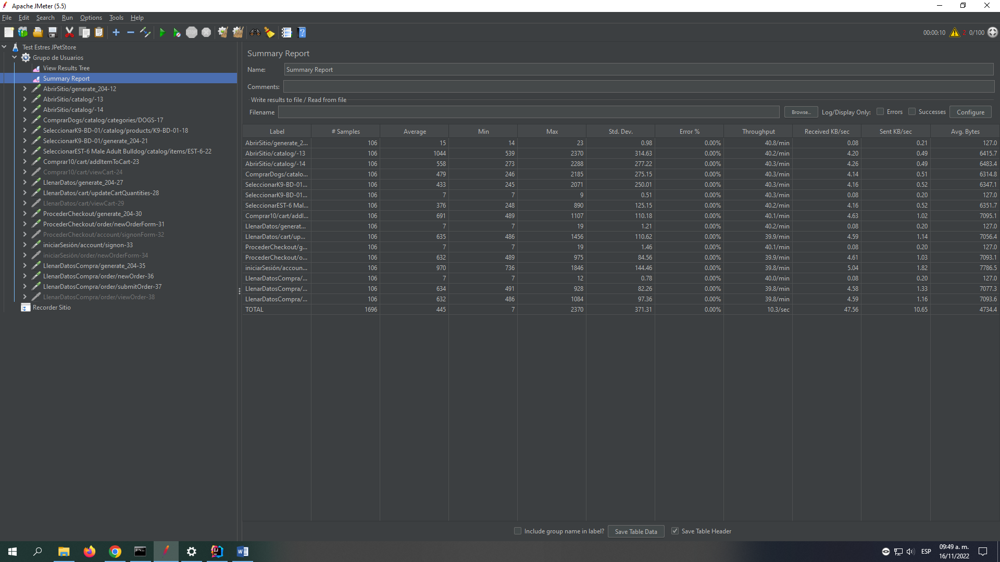 Apache JMeter (5.5)
File Edit Search Run Options Tools Help
00:00:10 2 0/100
Test Estres JPetStore
Grupo de Usuarios
View Results Tree
Summary Report
AbrirSitio/generate_204-12
AbrirSitio/catalog/-13
AbrirSitio/catalog/-14
ComprarDogs/catalog/categories/DOGS-17
SeleccionarK9-BD-01/catalog/products/K9-BD-01-18
SeleccionarK9-BD-01/generate_204-21
SeleccionarEST-6 Male Adult Bulldog/catalog/items/EST-6-22
Comprar10/cart/addItemToCart-23
Comprar10/cart/viewCart-24
LlenarDatos/generate_204-27
LlenarDatos/cart/updateCartQuantities-28
LlenarDatos/cart/viewCart-29
ProcederCheckout/generate_204-30
ProcederCheckout/order/newOrderForm-31
ProcederCheckout/account/signonForm-32
iniciarSesión/account/signon-33
iniciarSesión/order/newOrderForm-34
LlenarDatosCompra/generate_204-35
LlenarDatosCompra/order/newOrder-36
LlenarDatosCompra/order/submitOrder-37
LlenarDatosCompra/order/viewOrder-38
Recorder Sitio
Summary Report
Name: Summary Report
Comments:
Write results to file / Read from file
Filename Browse... Log/Display Only: Errors Successes Configure
Label # Samples Average Min Max Std. Dev. Error % Throughput Received KB/sec Sent KB/sec Avg. Bytes
AbrirSitio/generate_2... 106 15 14 23 0.98 0.00% 40.8/min 0.08 0.21 127.0
AbrirSitio/catalog/-13 106 1044 539 2370 314.63 0.00% 40.2/min 4.20 0.49 6415.7
AbrirSitio/catalog/-14 106 558 273 2288 277.22 0.00% 40.3/min 4.26 0.49 6483.4
ComprarDogs/catalo... 106 479 246 2185 275.15 0.00% 40.3/min 4.14 0.51 6314.8
SeleccionarK9-BD-01... 106 433 245 2071 250.01 0.00% 40.3/min 4.16 0.52 6347.1
SeleccionarK9-BD-01... 106 7 7 9 0.51 0.00% 40.3/min 0.08 0.20 127.0
SeleccionarEST-6 Mal... 106 376 248 890 125.15 0.00% 40.2/min 4.16 0.52 6351.7
Comprar10/cart/addI... 106 691 489 1107 110.18 0.00% 40.1/min 4.63 1.02 7095.1
LlenarDatos/generat... 106 7 7 19 1.21 0.00% 40.2/min 0.08 0.20 127.0
LlenarDatos/cart/up... 106 635 486 1456 110.62 0.00% 39.9/min 4.59 1.14 7056.4
ProcederCheckout/g... 106 7 7 19 1.46 0.00% 40.1/min 0.08 0.20 127.0
ProcederCheckout/o... 106 632 489 975 84.56 0.00% 39.9/min 4.61 1.03 7093.1
iniciarSesión/accoun... 106 970 736 1846 144.46 0.00% 39.8/min 5.04 1.82 7786.5
LlenarDatosCompra/... 106 7 7 12 0.78 0.00% 40.0/min 0.08 0.20 127.0
LlenarDatosCompra/... 106 634 491 928 82.26 0.00% 39.8/min 4.58 1.33 7077.3
LlenarDatosCompra/... 106 632 486 1084 97.36 0.00% 39.8/min 4.59 1.16 7093.6
TOTAL 1696 445 7 2370 371.31 0.00% 10.3/sec 47.56 10.65 4734.4
Include group name in label? Save Table Data Save Table Header
ESP
09:49 a. m.
16/11/2022